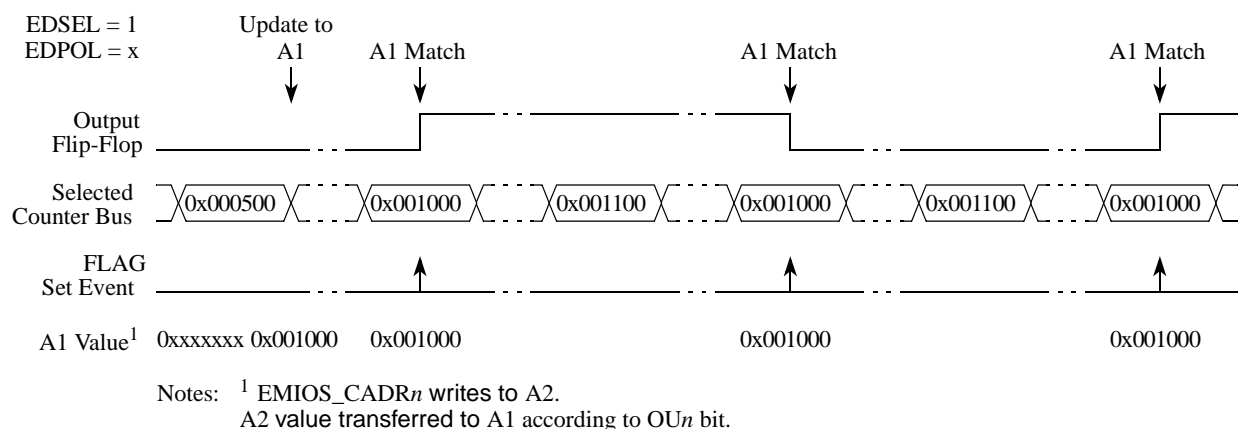 EDSEL = 1
EDPOL = x
Update to
A1
A1 Match
A1 Match
A1 Match
Output
Flip-Flop
Selected
Counter Bus
0x000500 0x001000 0x001100 0x001000 0x001100 0x001000
FLAG
Set Event
A1 Value1 0xxxxxxx 0x001000 0x001000 0x001000 0x001000
Notes: 1 EMIOS_CADRn writes to A2.
A2 value transferred to A1 according to OUn bit.